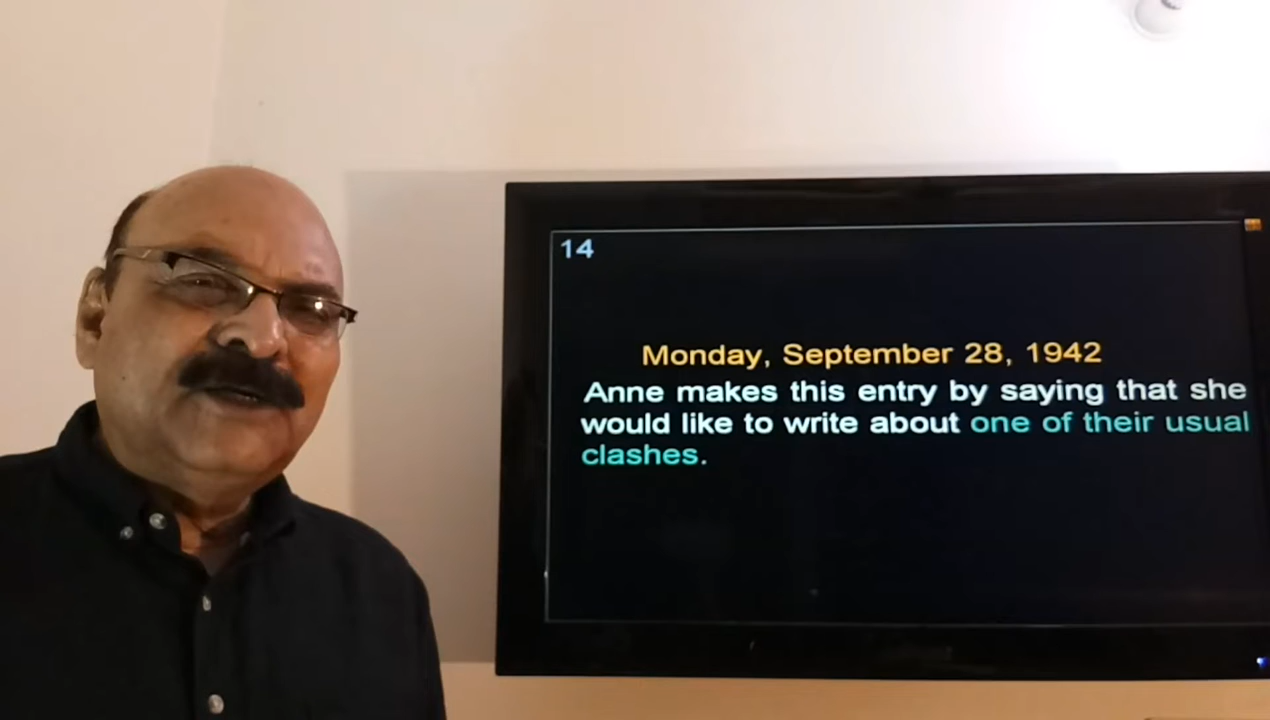 14
Monday, September 28, 1942
Anne makes this entry by saying that she
would like to write about one of their usual
clashes.